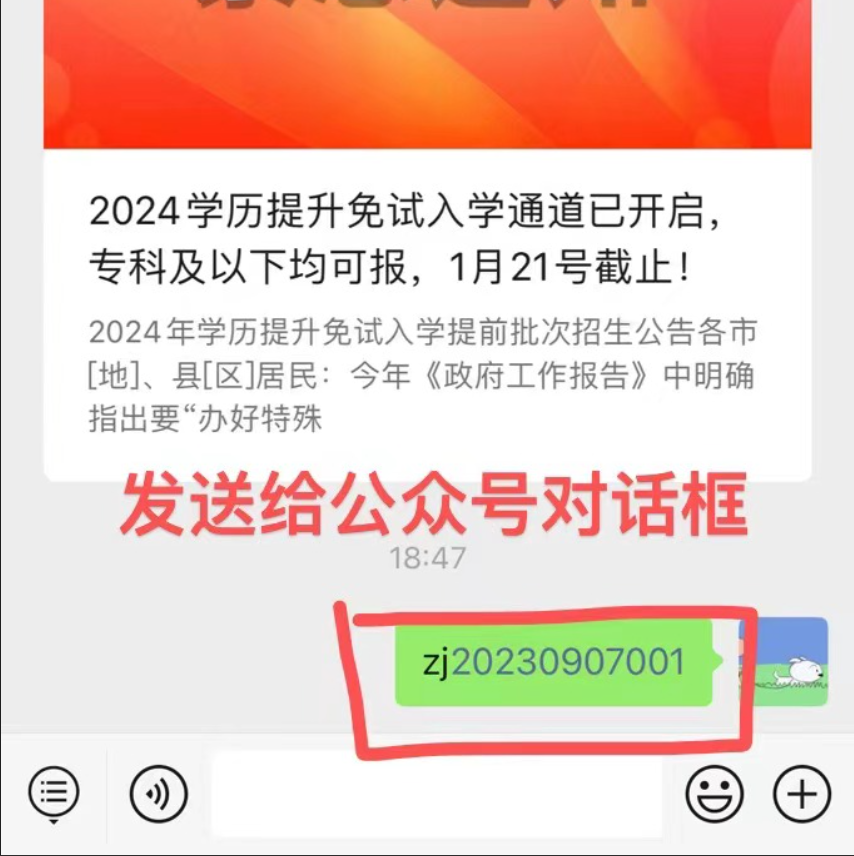 2024学历提升免试入学通道已开启，
专科及以下均可报，1月21号截止！
2024年学历提升免试入学提前批次招生公告各市
[地]、县[区]居民：今年《政府工作报告》中明确
指出要“办好特殊
发送给公众号对话框
18:47
zj20230907001